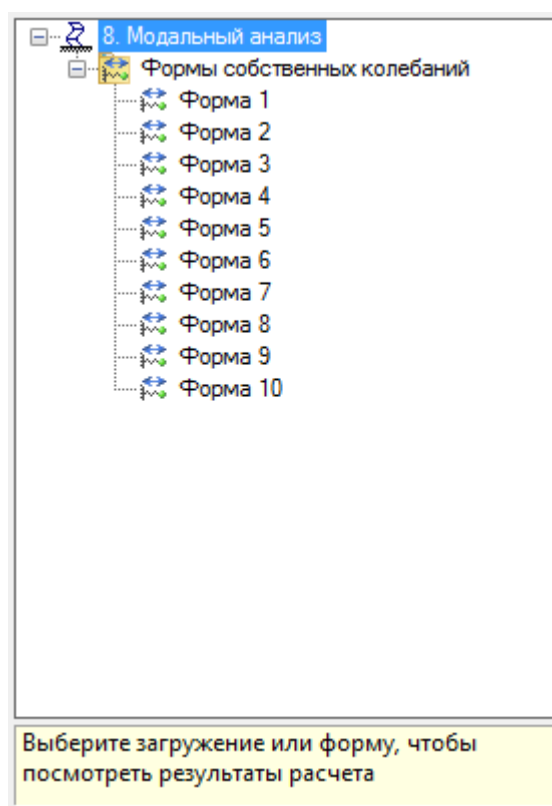 8. Модальный анализ
Формы собственных колебаний
Форма 1
Форма 2
Форма 3
Форма 4
Форма 5
Форма 6
Форма 7
Форма 8
Форма 9
Форма 10
Выберите загружение или форму, чтобы
посмотреть результаты расчета